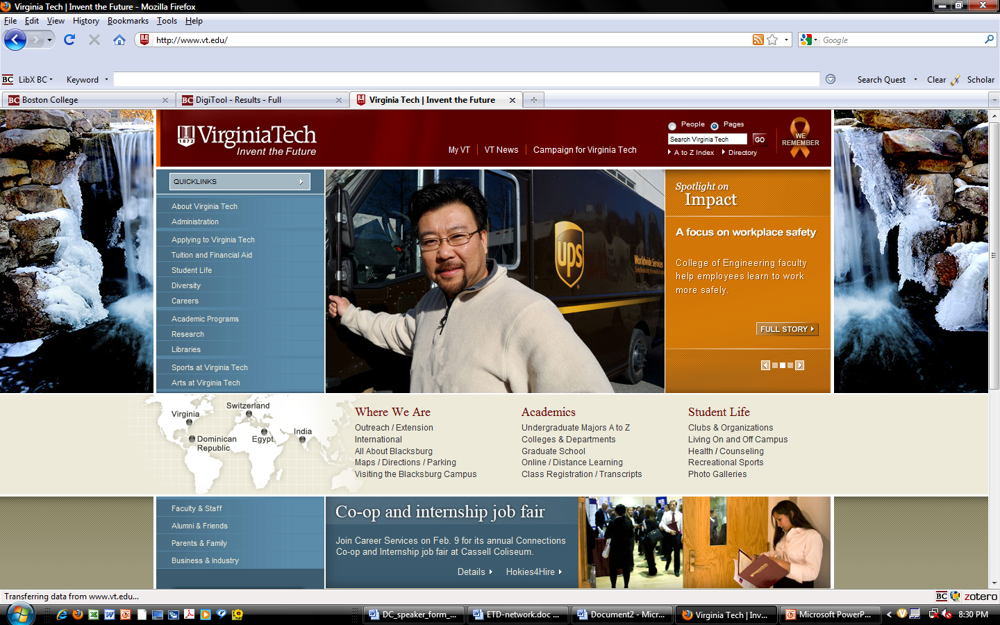 Virginia Tech | Invent the Future - Mozilla Firefox
File Edit View History Bookmarks Tools Help
http://www.vt.edu/
Google
BC LibX BC Keyword Search Quest Clear Scholar
BC Boston College
BC DigiTool - Results - Full
Virginia Tech | Invent the Future
1872 VirginiaTech
Invent the Future
My VT VT News Campaign for Virginia Tech
People Pages
Search Virginia Tech GO
A to Z Index Directory
WE
REMEMBER
QUICKLINKS
About Virginia Tech
Administration
Applying to Virginia Tech
Tuition and Financial Aid
Student Life
Diversity
Careers
Academic Programs
Research
Libraries
Sports at Virginia Tech
Arts at Virginia Tech
ups
Worldwide Services
Spotlight on
Impact
A focus on workplace safety
College of Engineering faculty
help employees learn to work
more safely.
FULL STORY
Virginia
Switzerland
Dominican
Republic
Egypt
India
Where We Are
Outreach / Extension
International
All About Blacksburg
Maps / Directions / Parking
Visiting the Blacksburg Campus
Academics
Undergraduate Majors A to Z
Colleges & Departments
Graduate School
Online / Distance Learning
Class Registration / Transcripts
Student Life
Clubs & Organizations
Living On and Off Campus
Health / Counseling
Recreational Sports
Photo Galleries
Faculty & Staff
Alumni & Friends
Parents & Family
Business & Industry
Co-op and internship job fair
Join Career Services on Feb. 9 for its annual Connections
Co-op and Internship job fair at Cassell Coliseum.
Details Hokies4Hire
VirginiaTech
Transferring data from www.vt.edu...
BC zotero
DC_speaker_form_... ETD-network.doc ... Document2 - Micr... Virginia Tech | Inv... Microsoft PowerP... 8:30 PM